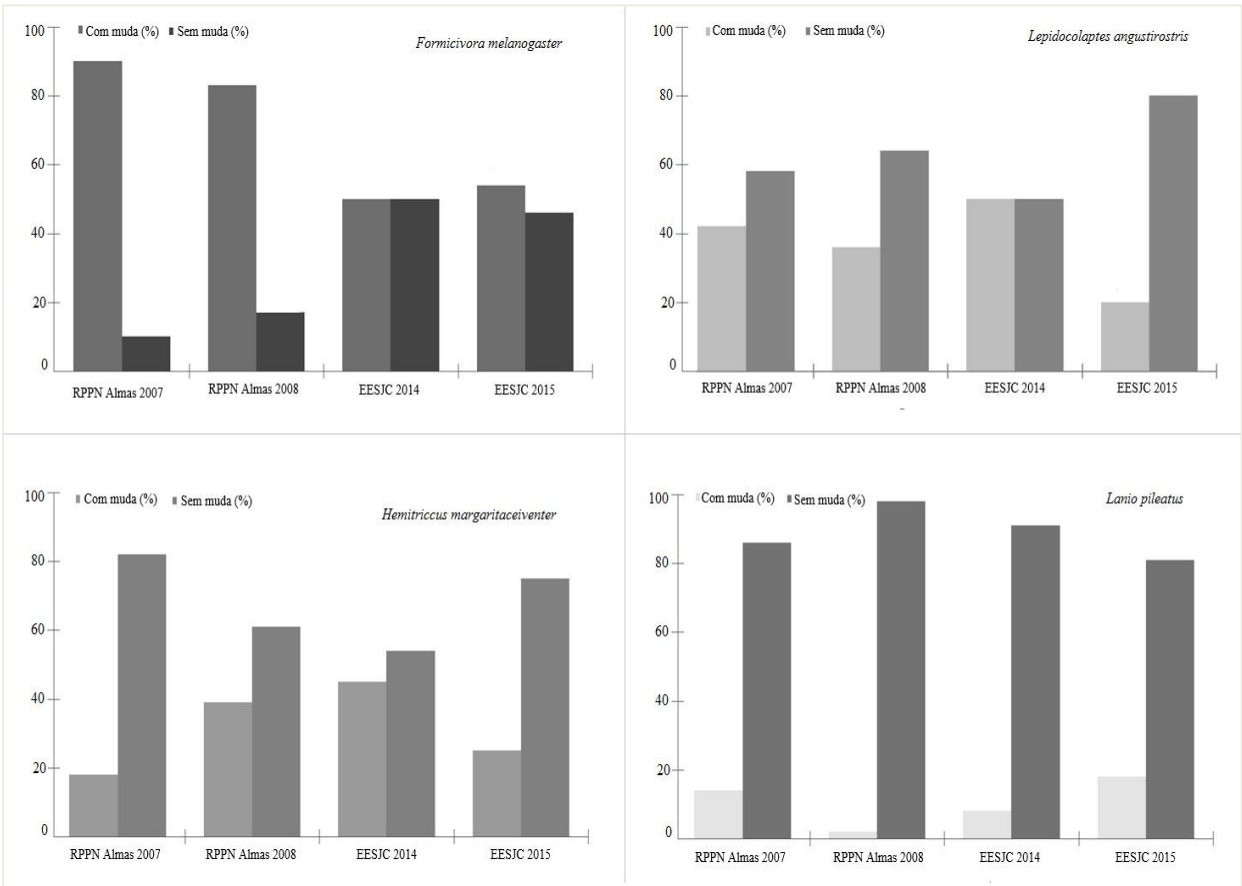 Com muda (%) Sem muda (%)
Formicivora melanogaster
100
80
60
40
20
0
RPPN Almas 2007 RPPN Almas 2008 EESJC 2014 EESJC 2015
Com muda (%) Sem muda (%)
Lepidocolaptes angustirostris
100
80
60
40
20
0
RPPN Almas 2007 RPPN Almas 2008 EESJC 2014 EESJC 2015
Com muda (%) Sem muda (%)
Hemitriccus margaritaceiventer
100
80
60
40
20
0
RPPN Almas 2007 RPPN Almas 2008 EESJC 2014 EESJC 2015
Com muda (%) Sem muda (%)
Lanio pileatus
100
80
60
40
20
0
RPPN Almas 2007 RPPN Almas 2008 EESJC 2014 EESJC 2015